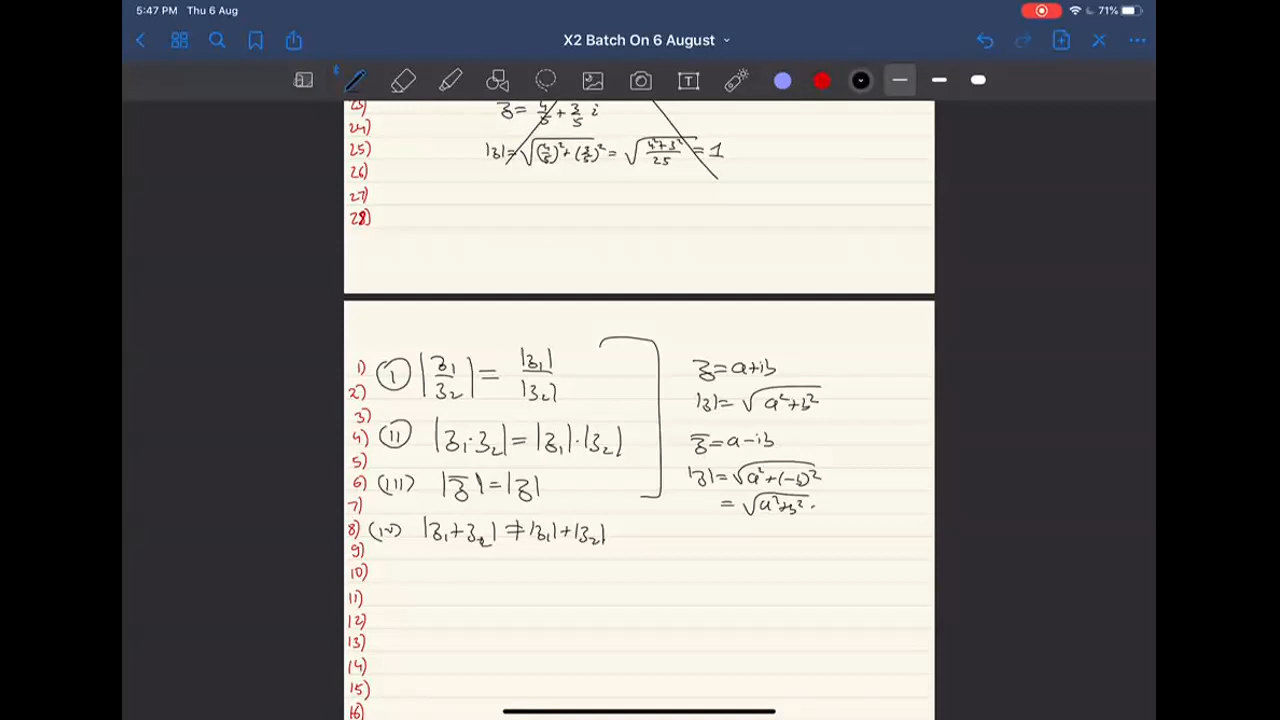 5:47 PM Thu 6 Aug
71%
X2 Batch On 6 August
T
23)
z = 4/5 + 3/5 i
24)
25) |z| = √((4/5)² + (3/5)²) = √((4²+3²)/25) = 1
26)
27)
28)
1) (i) |z₁/z₂| = |z₁|/|z₂|
2)
3)
4) (ii) |z₁·z₂| = |z₁|·|z₂|
5)
6) (iii) |z̅| = |z|
7)
8) (iv) |z₁+z₂| ≠ |z₁|+|z₂|
9)
10)
11)
12)
13)
14)
15)
16)
z = a+ib
|z| = √(a²+b²)
z̅ = a-ib
|z̅| = √(a²+(-b)²)
= √(a²+b²).